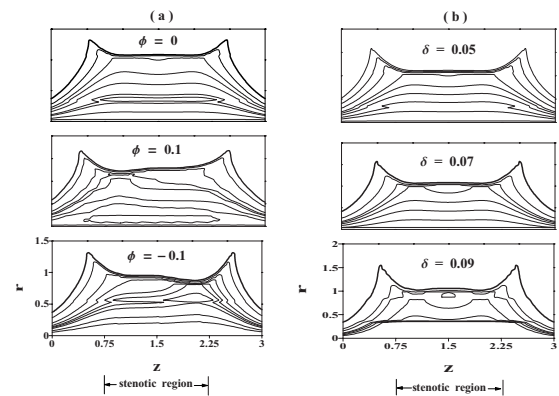 ( a )
( b )
ϕ = 0
δ = 0.05
ϕ = 0.1
δ = 0.07
1.5
1
0.5
0
r
ϕ = − 0.1
0
0.75
1.5
2.25
3
z
stenotic region
2
1.5
1
0.5
0
r
δ = 0.09
0
0.75
1.5
2.25
3
z
stenotic region